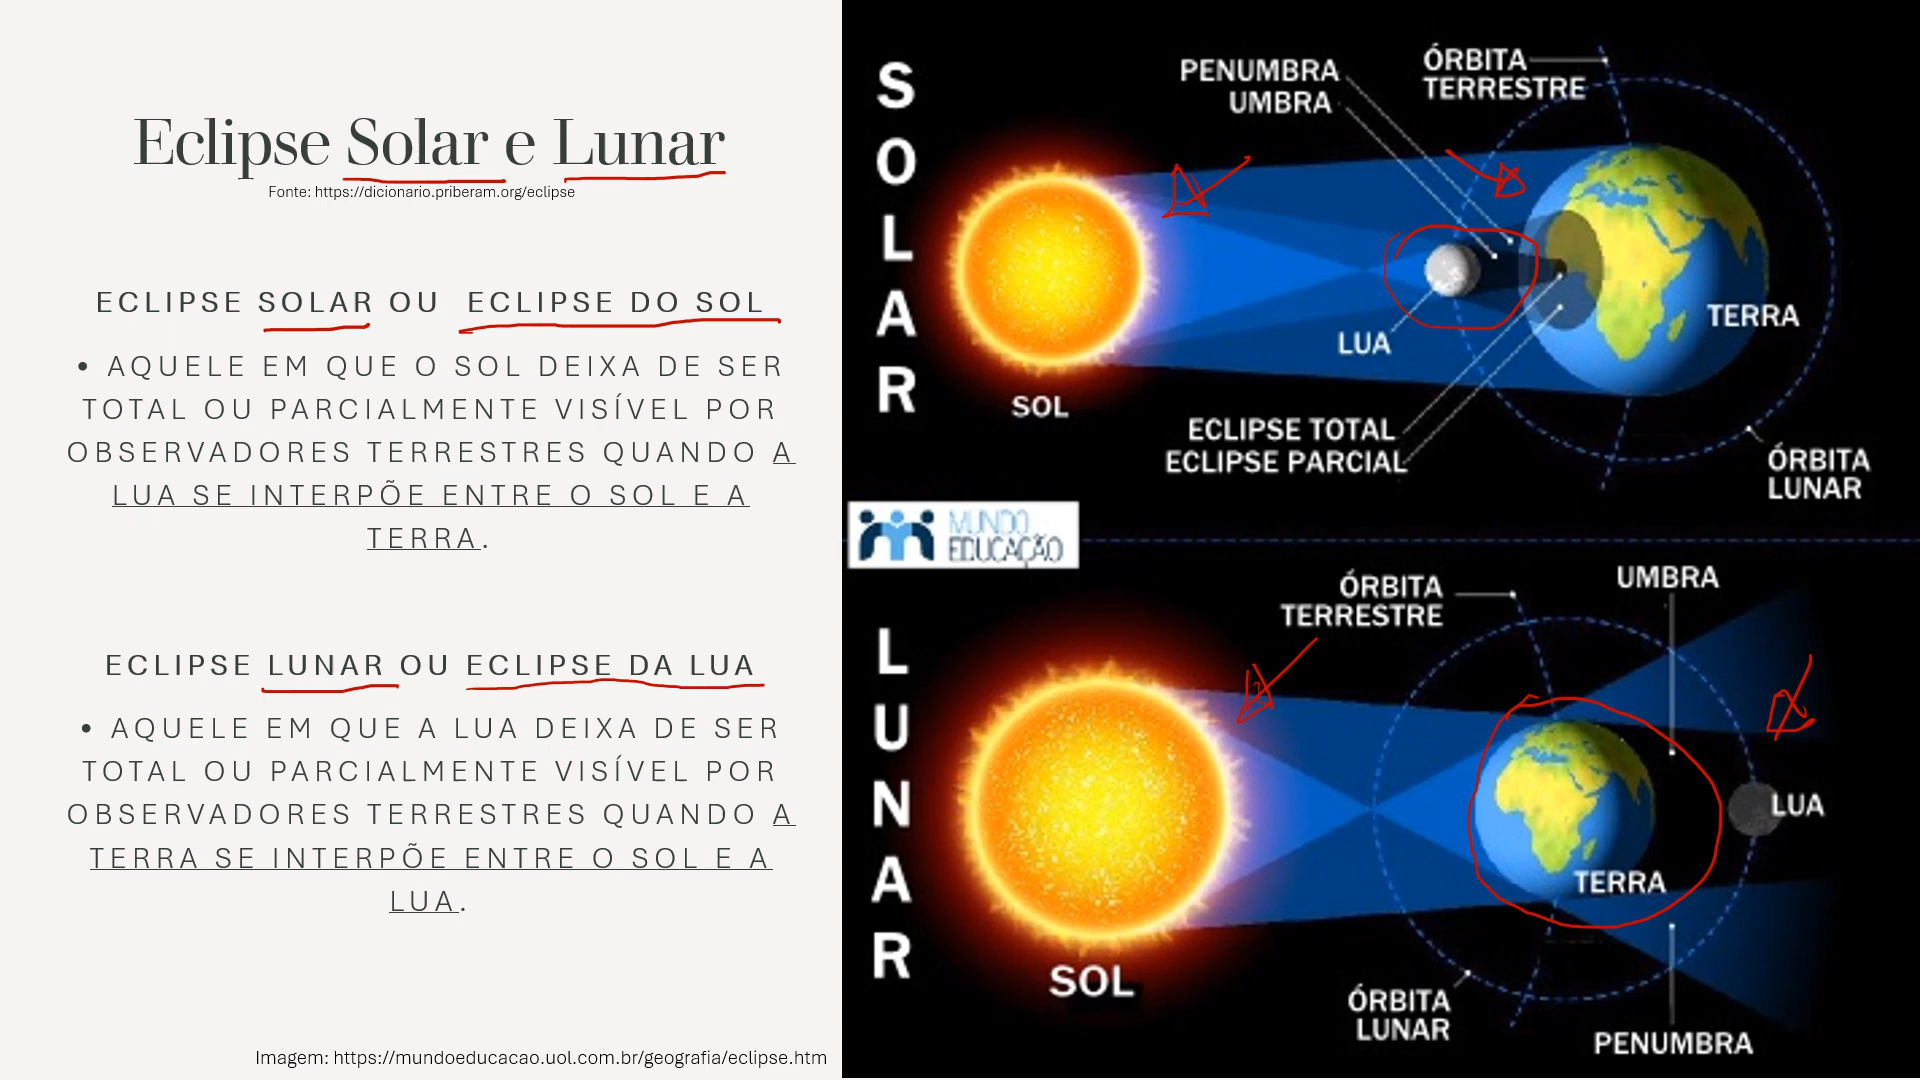 Eclipse Solar e Lunar
Fonte: https://dicionario.priberam.org/eclipse
ECLIPSE SOLAR OU ECLIPSE DO SOL
• AQUELE EM QUE O SOL DEIXA DE SER
TOTAL OU PARCIALMENTE VISÍVEL POR
OBSERVADORES TERRESTRES QUANDO A
LUA SE INTERPÕE ENTRE O SOL E A
TERRA.
ECLIPSE LUNAR OU ECLIPSE DA LUA
• AQUELE EM QUE A LUA DEIXA DE SER
TOTAL OU PARCIALMENTE VISÍVEL POR
OBSERVADORES TERRESTRES QUANDO A
TERRA SE INTERPÕE ENTRE O SOL E A
LUA.
Imagem: https://mundoeducacao.uol.com.br/geografia/eclipse.htm
SOLAR
PENUMBRA
UMBRA
ÓRBITA
TERRESTRE
SOL
LUA
TERRA
ECLIPSE TOTAL
ECLIPSE PARCIAL
ÓRBITA
LUNAR
MUNDO
EDUCAÇÃO
LUNAR
ÓRBITA
TERRESTRE
UMBRA
LUA
TERRA
SOL
ÓRBITA
LUNAR
PENUMBRA